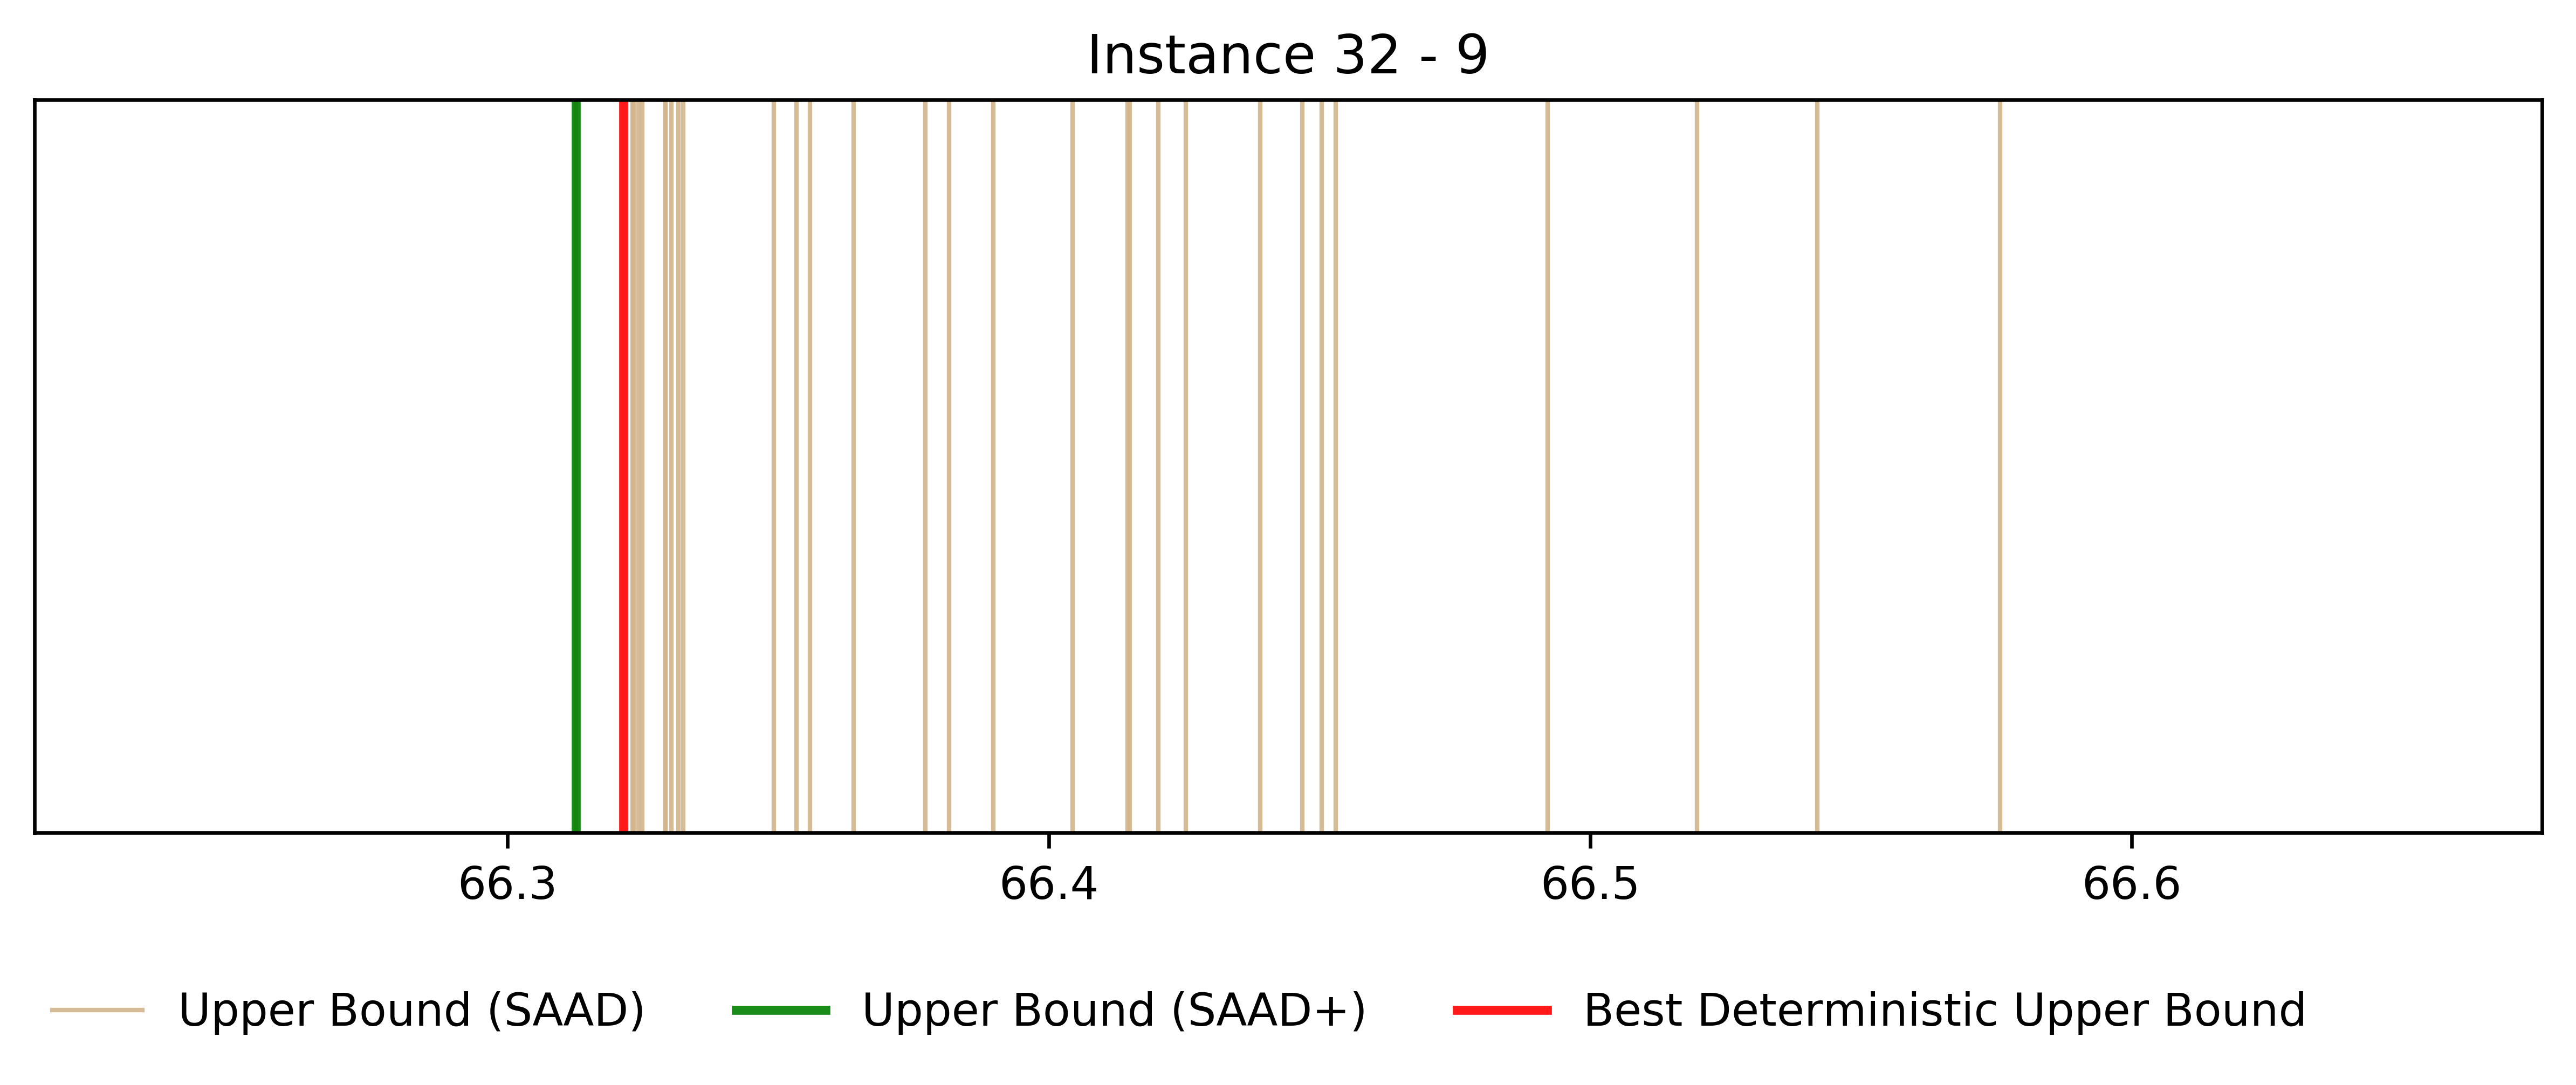 Instance 32 - 9
66.3 66.4 66.5 66.6
Upper Bound (SAAD) Upper Bound (SAAD+) Best Deterministic Upper Bound